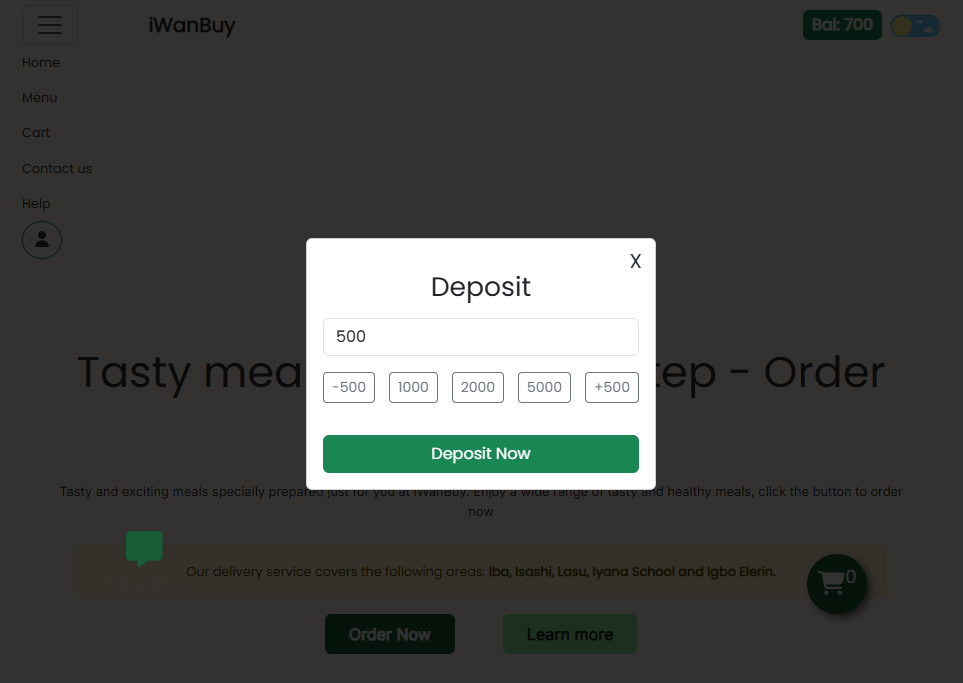 iWanBuy
Bal: 700
Home
Menu
Cart
Contact us
Help
X
Deposit
500
-500 1000 2000 5000 +500
Deposit Now
Tasty mea tep - Order
Tasty and exciting meals specially prepared just for you at iWanBuy. Enjoy a wide range of tasty and healthy meals, click the button to order
now
Our delivery service covers the following areas: Iba, Isashi, Lasu, Iyana School and Igbo Elerin.
0
Order Now Learn more